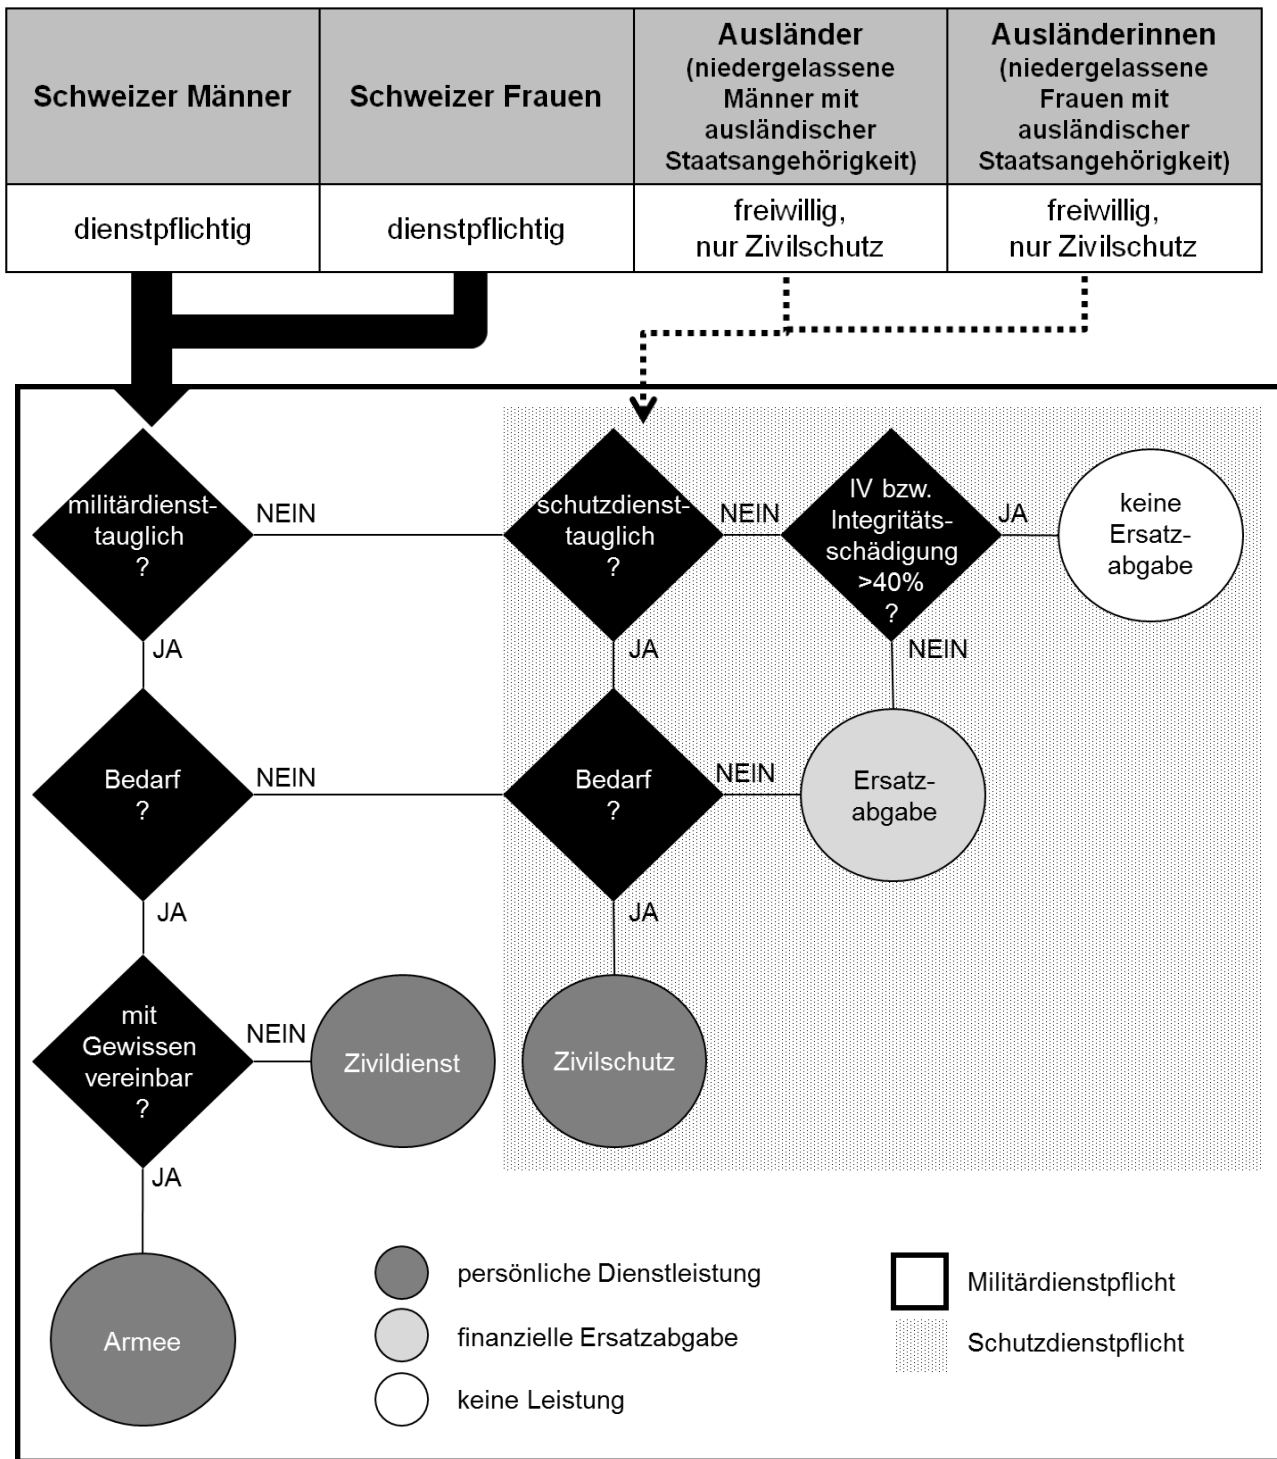 Schweizer Männer
Schweizer Frauen
Ausländer
(niedergelassene
Männer mit
ausländischer
Staatsangehörigkeit)
Ausländerinnen
(niedergelassene
Frauen mit
ausländischer
Staatsangehörigkeit)
dienstpflichtig
dienstpflichtig
freiwillig,
nur Zivilschutz
freiwillig,
nur Zivilschutz
militärdienst-
tauglich
?
NEIN
JA
schutzdienst-
tauglich
?
NEIN
JA
IV bzw.
Integritäts-
schädigung
>40%
?
JA
NEIN
keine
Ersatz-
abgabe
Bedarf
?
NEIN
JA
Bedarf
?
NEIN
JA
Ersatz-
abgabe
mit
Gewissen
vereinbar
?
NEIN
JA
Zivildienst
Zivilschutz
Armee
persönliche Dienstleistung
finanzielle Ersatzabgabe
keine Leistung
Militärdienstpflicht
Schutzdienstpflicht